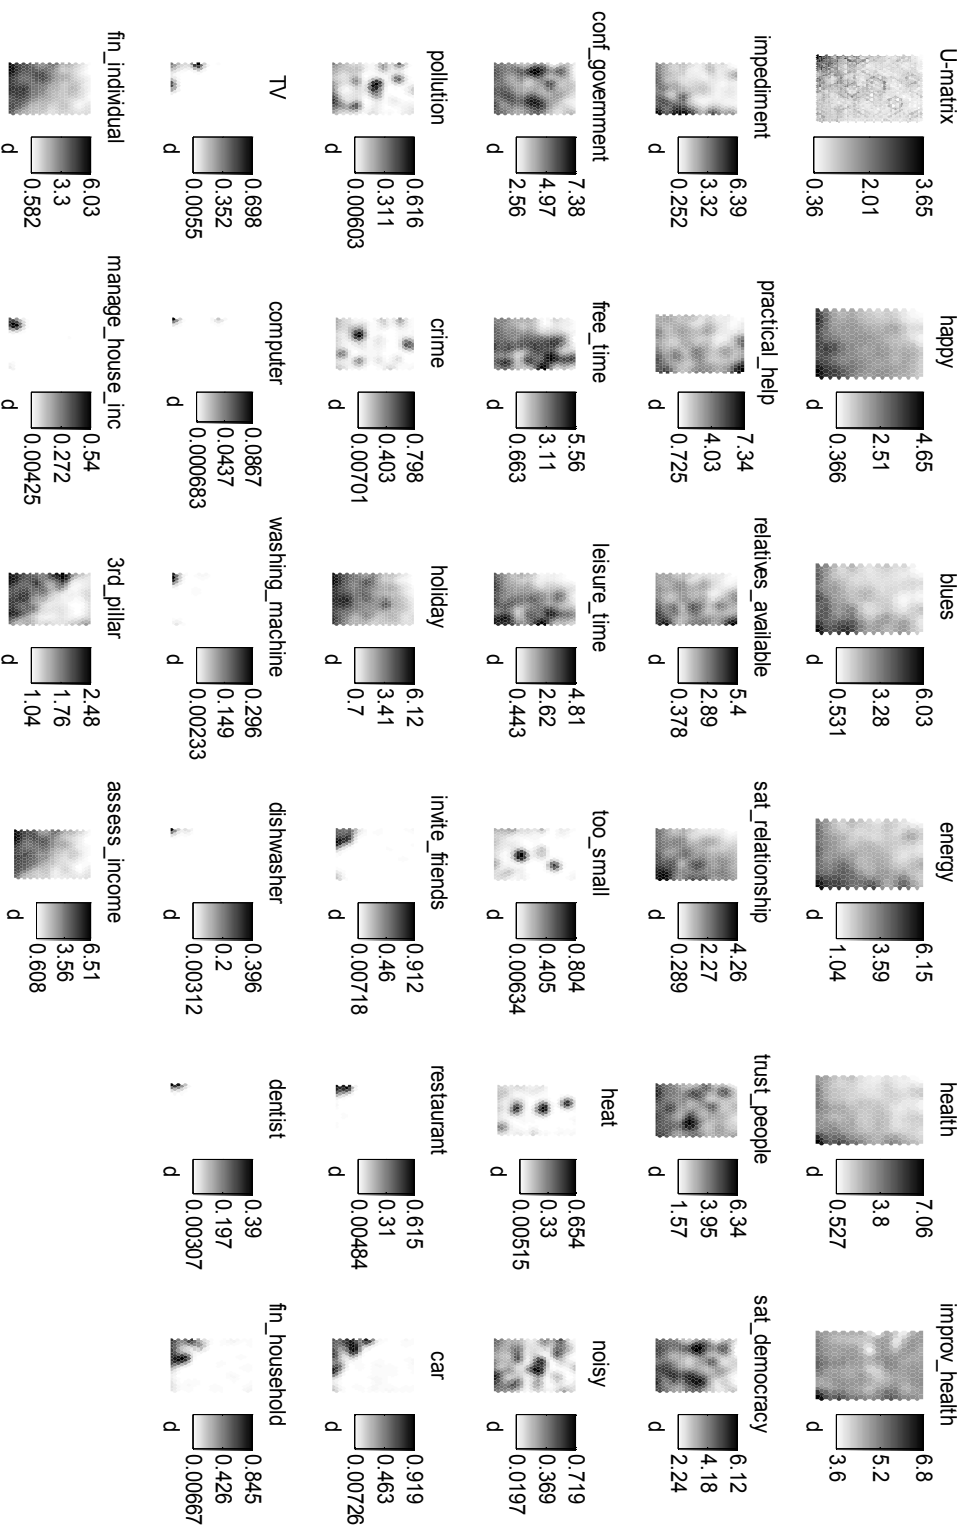 U-matrix
3.65
2.01
0.36
happy
4.65
2.51
0.366
d
blues
6.03
3.28
0.531
d
energy
6.15
3.59
1.04
d
health
7.06
3.8
0.527
d
improv_health
6.8
5.2
3.6
d
impediment
6.39
3.32
0.252
d
practical_help
7.34
4.03
0.725
d
relatives_available
5.4
2.89
0.378
d
sat_relationship
4.26
2.27
0.289
d
trust_people
6.34
3.95
1.57
d
sat_democracy
6.12
4.18
2.24
d
conf_government
7.38
4.97
2.56
d
free_time
5.56
3.11
0.663
d
leisure_time
4.81
2.62
0.443
d
too_small
0.804
0.405
0.00634
d
heat
0.654
0.33
0.00515
d
noisy
0.719
0.369
0.0197
d
pollution
0.616
0.311
0.00603
d
crime
0.798
0.403
0.00701
d
holiday
6.12
3.41
0.7
d
invite_friends
0.912
0.46
0.00718
d
restaurant
0.615
0.31
0.00484
d
car
0.919
0.463
0.00726
d
TV
0.698
0.352
0.0055
d
computer
0.0867
0.0437
0.000683
d
washing_machine
0.296
0.149
0.00233
d
dishwasher
0.396
0.2
0.00312
d
dentist
0.39
0.197
0.00307
d
fin_household
0.845
0.426
0.00667
d
fin_individual
6.03
3.3
0.582
d
manage_house_inc
0.54
0.272
0.00425
d
3rd_pillar
2.48
1.76
1.04
d
assess_income
6.51
3.56
0.608
d